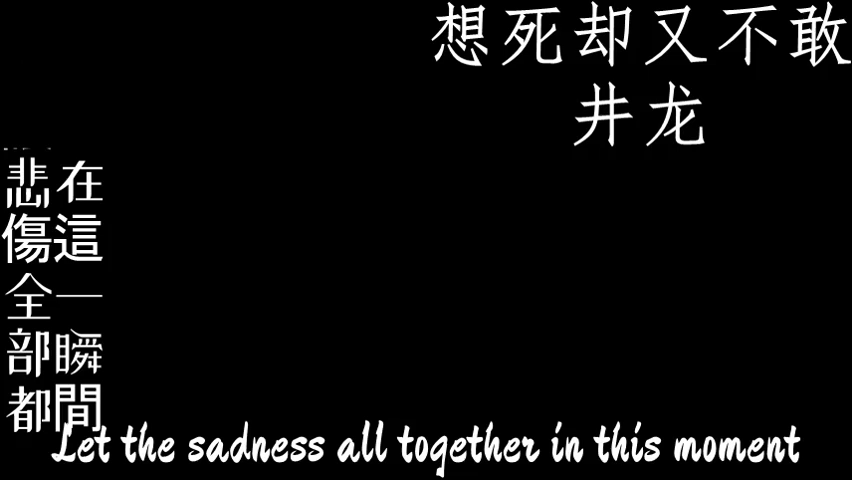 想死却又不敢
井龙
在這一瞬間
悲傷全部都
Let the sadness all together in this moment